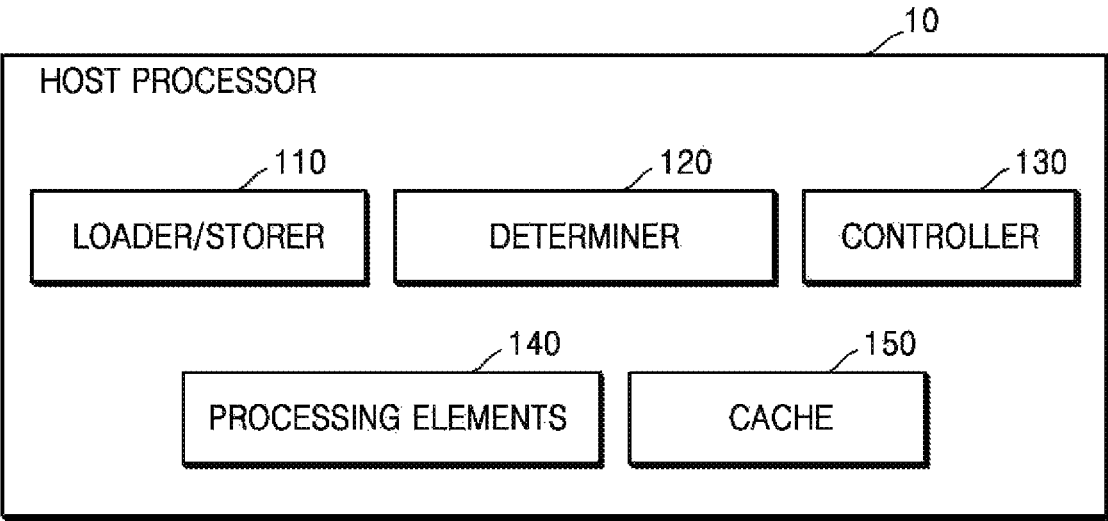 10
HOST PROCESSOR
110 120 130
LOADER/STORER DETERMINER CONTROLLER
140 150
PROCESSING ELEMENTS CACHE